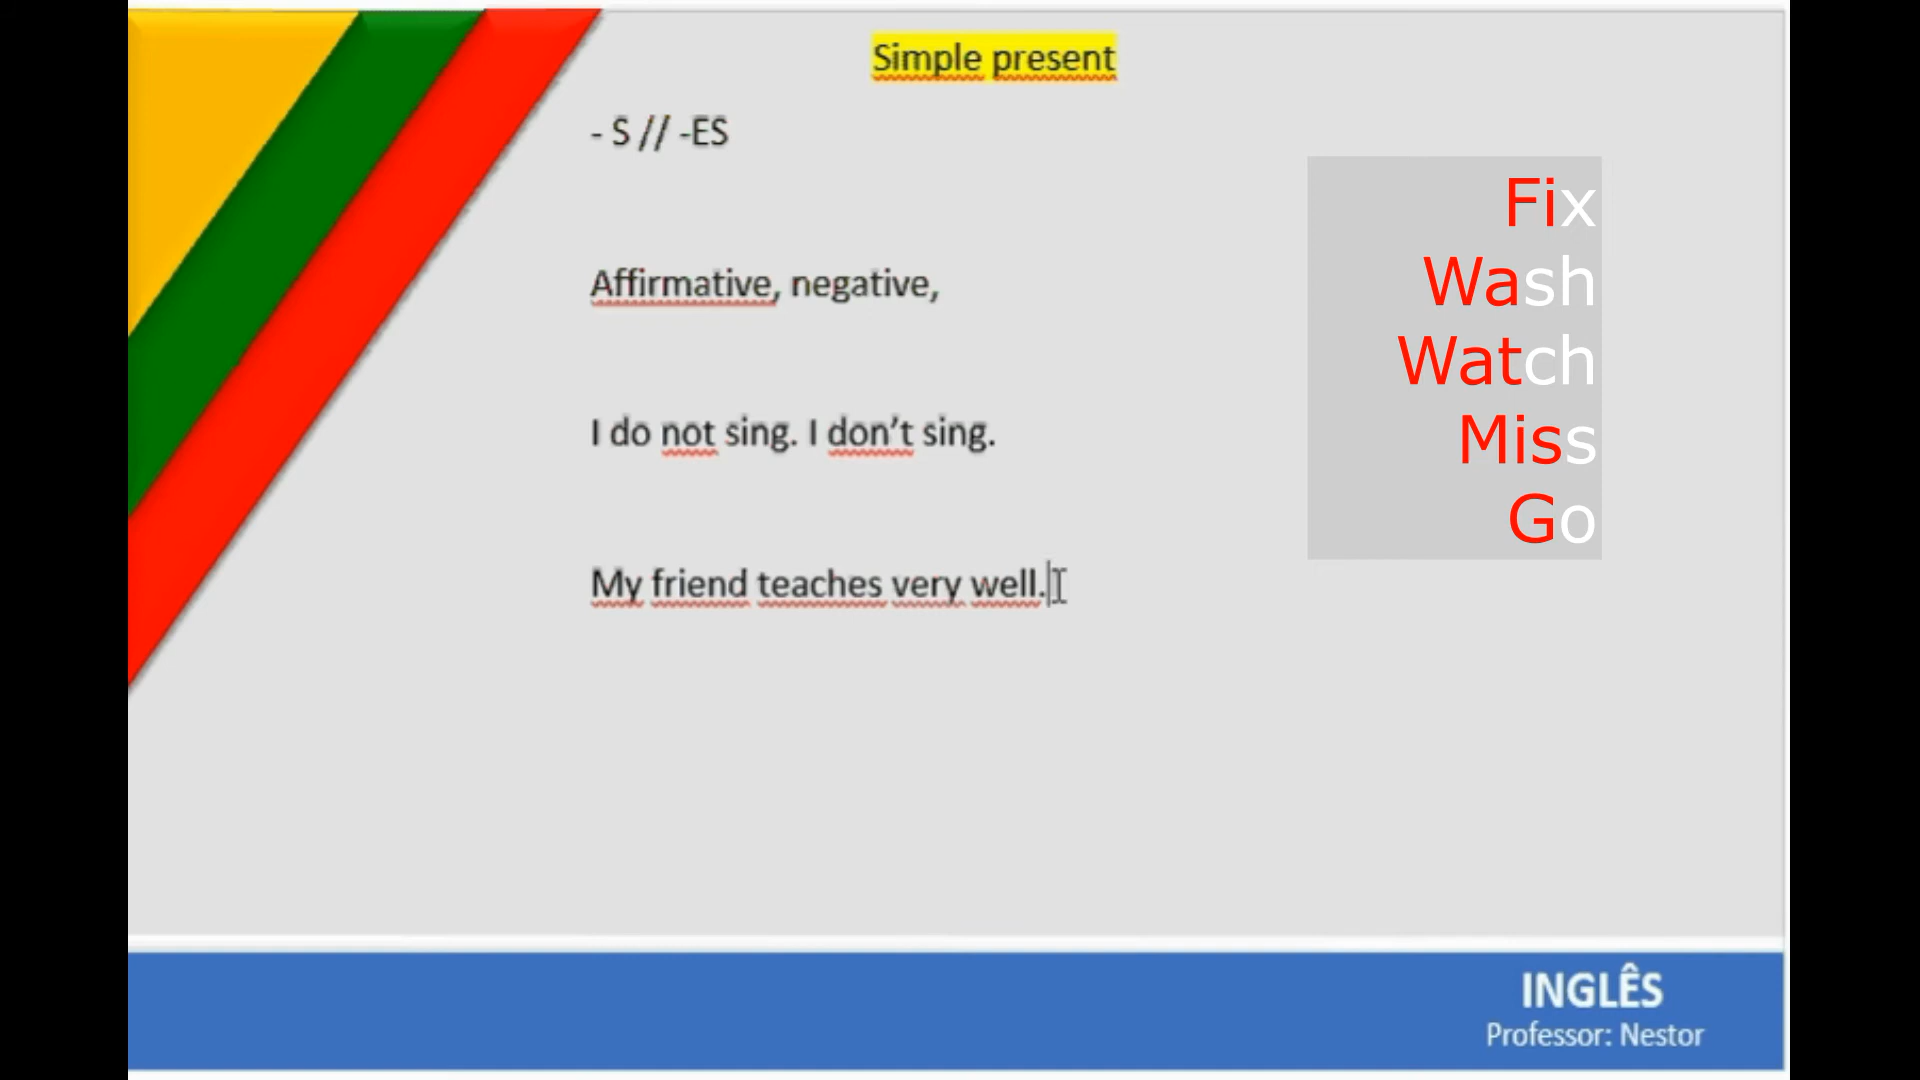 Simple present
- S // -ES
Affirmative, negative,
I do not sing. I don't sing.
My friend teaches very well.
Fix
Wash
Watch
Miss
Go
INGLÊS
Professor: Nestor